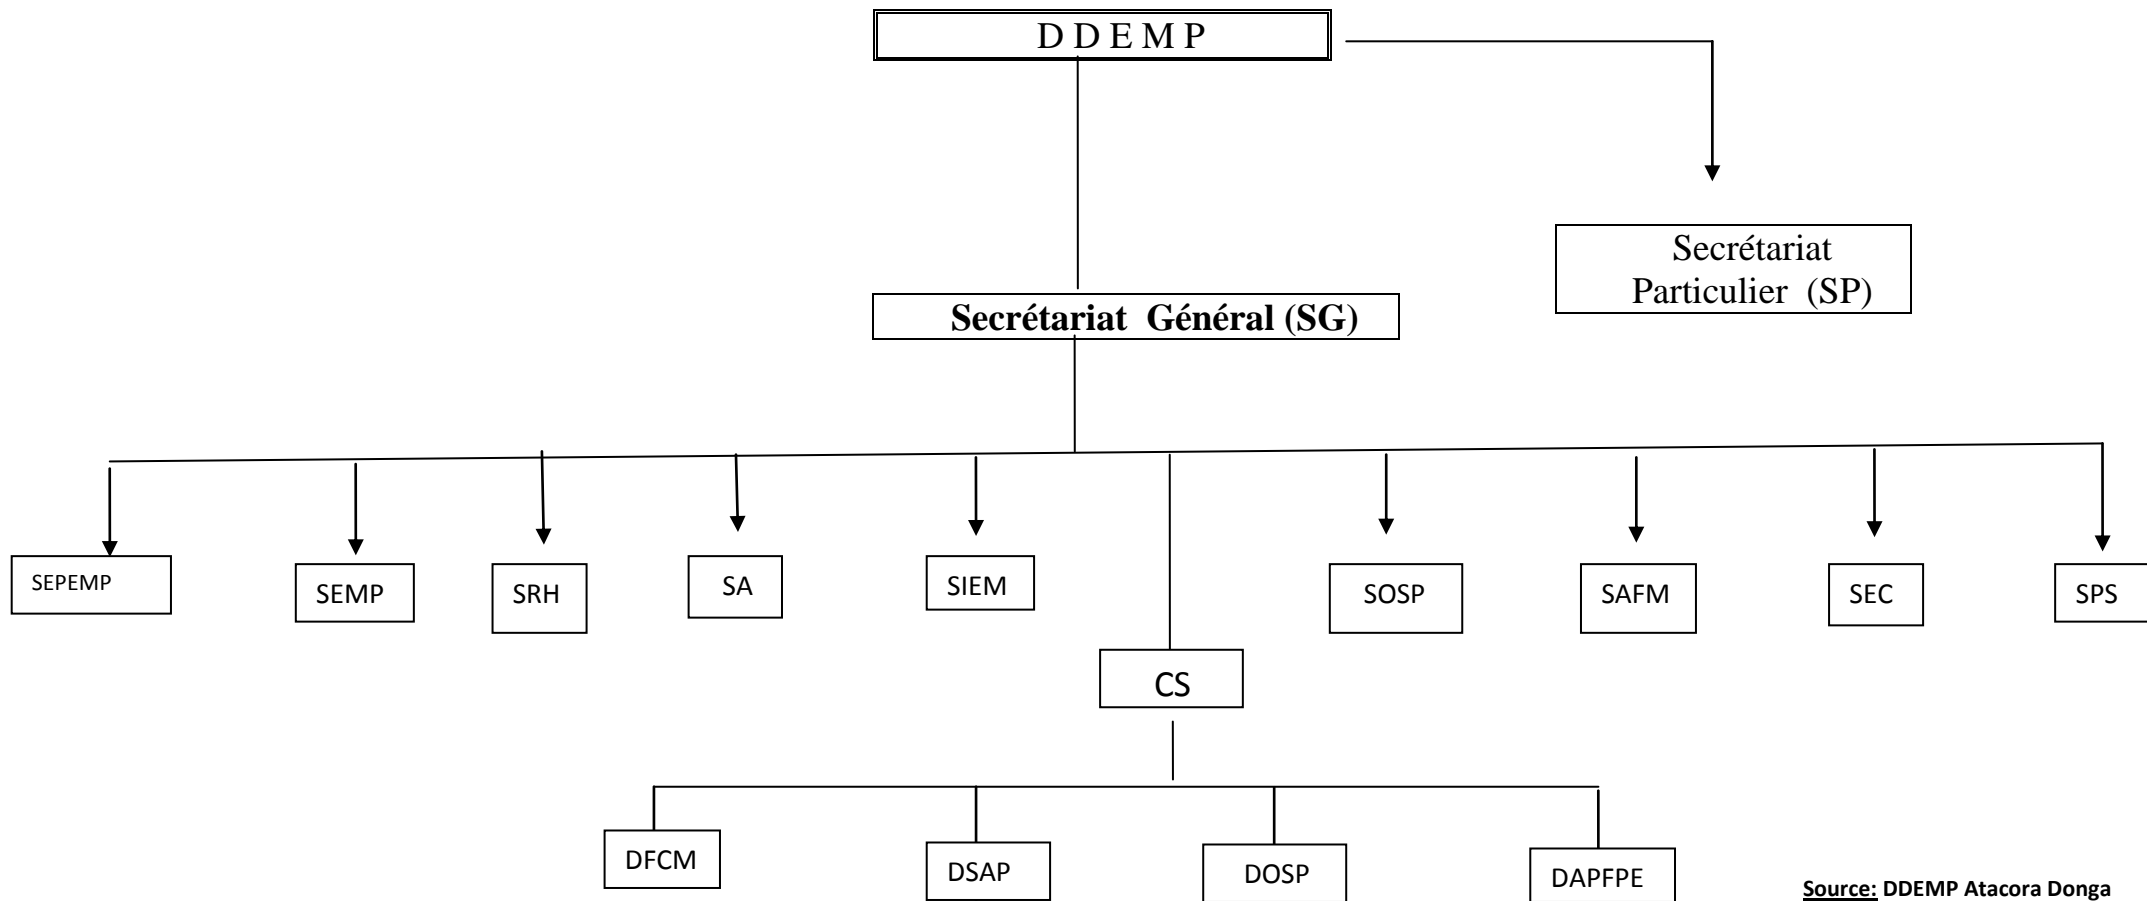 D D E M P
Secrétariat
Particulier (SP)
Secrétariat Général (SG)
SEPEMP
SEMP
SRH
SA
SIEM
SOSP
SAFM
SEC
SPS
CS
DFCM
DSAP
DOSP
DAPFPE
Source: DDEMP Atacora Donga